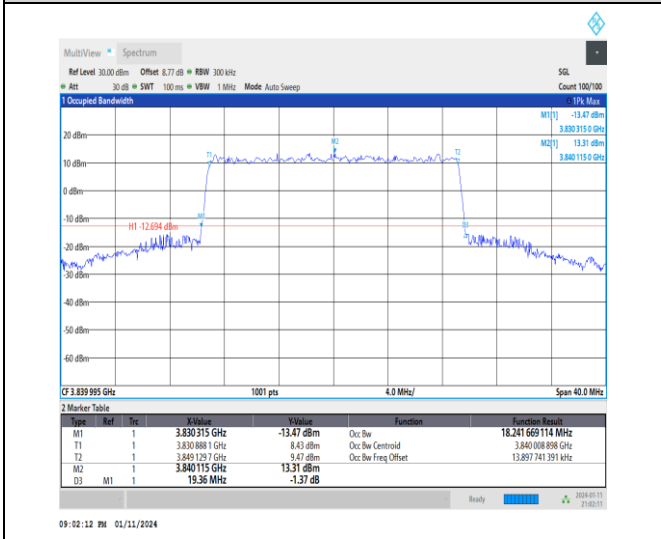 MultiView Spectrum
Ref Level 30.00 dBm Offset 8.77 dB RBW 300 kHz SGL
Att 30 dB SWT 100 ms VBW 1 MHz Mode Auto Sweep Count 100/100
1 Occupied Bandwidth 1Pk Max
M1[1] -13.47 dBm
3.830 315 0 GHz
M2[1] 13.31 dBm
3.840 115 0 GHz
20 dBm
M2
T1
T2
10 dBm
0 dBm
-10 dBm
M1
H1 -12.694 dBm
-20 dBm
-30 dBm
-40 dBm
-50 dBm
-60 dBm
CF 3.839 995 GHz 1001 pts 4.0 MHz/ Span 40.0 MHz
2 Marker Table
Type Ref Trc X-Value Y-Value Function Function Result
M1 1 3.830 315 GHz -13.47 dBm Occ Bw 18.241 669 114 MHz
T1 1 3.830 888 1 GHz 8.43 dBm Occ Bw Centroid 3.840 008 898 GHz
T2 1 3.849 129 7 GHz 9.47 dBm Occ Bw Freq Offset 13.897 741 391 kHz
M2 1 3.840 115 GHz 13.31 dBm
D3 M1 1 19.36 MHz -1.37 dB
Ready 2024-01-11
21:02:11
09:02:12 PM 01/11/2024